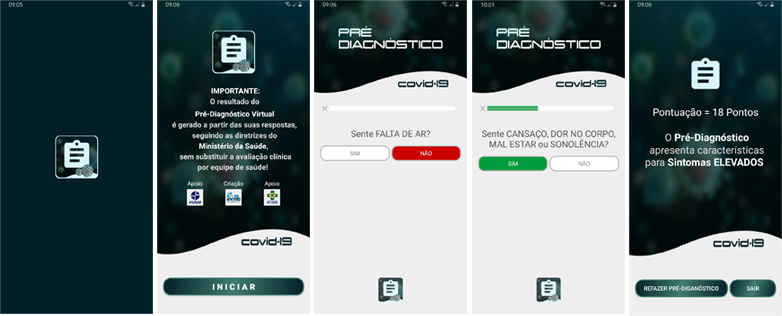 09:05
09:06
IMPORTANTE:
O resultado do
Pré-Diagnóstico Virtual
é gerado a partir das suas respostas,
seguindo as diretrizes do
Ministério da Saúde,
sem substituir a avaliação clínica
por equipe de saúde!
Apoio
Criação
Apoio
covid-19
INICIAR
09:06
PRÉ
DIAGNÓSTICO
covid-19
Sente FALTA DE AR?
SIM
NÃO
10:01
PRÉ
DIAGNÓSTICO
covid-19
Sente CANSAÇO, DOR NO CORPO,
MAL ESTAR ou SONOLÊNCIA?
SIM
NÃO
09:06
Pontuação = 18 Pontos
O Pré-Diagnóstico
apresenta características
para Sintomas ELEVADOS
covid-19
REFAZER PRÉ-DIGANÓSTICO
SAIR